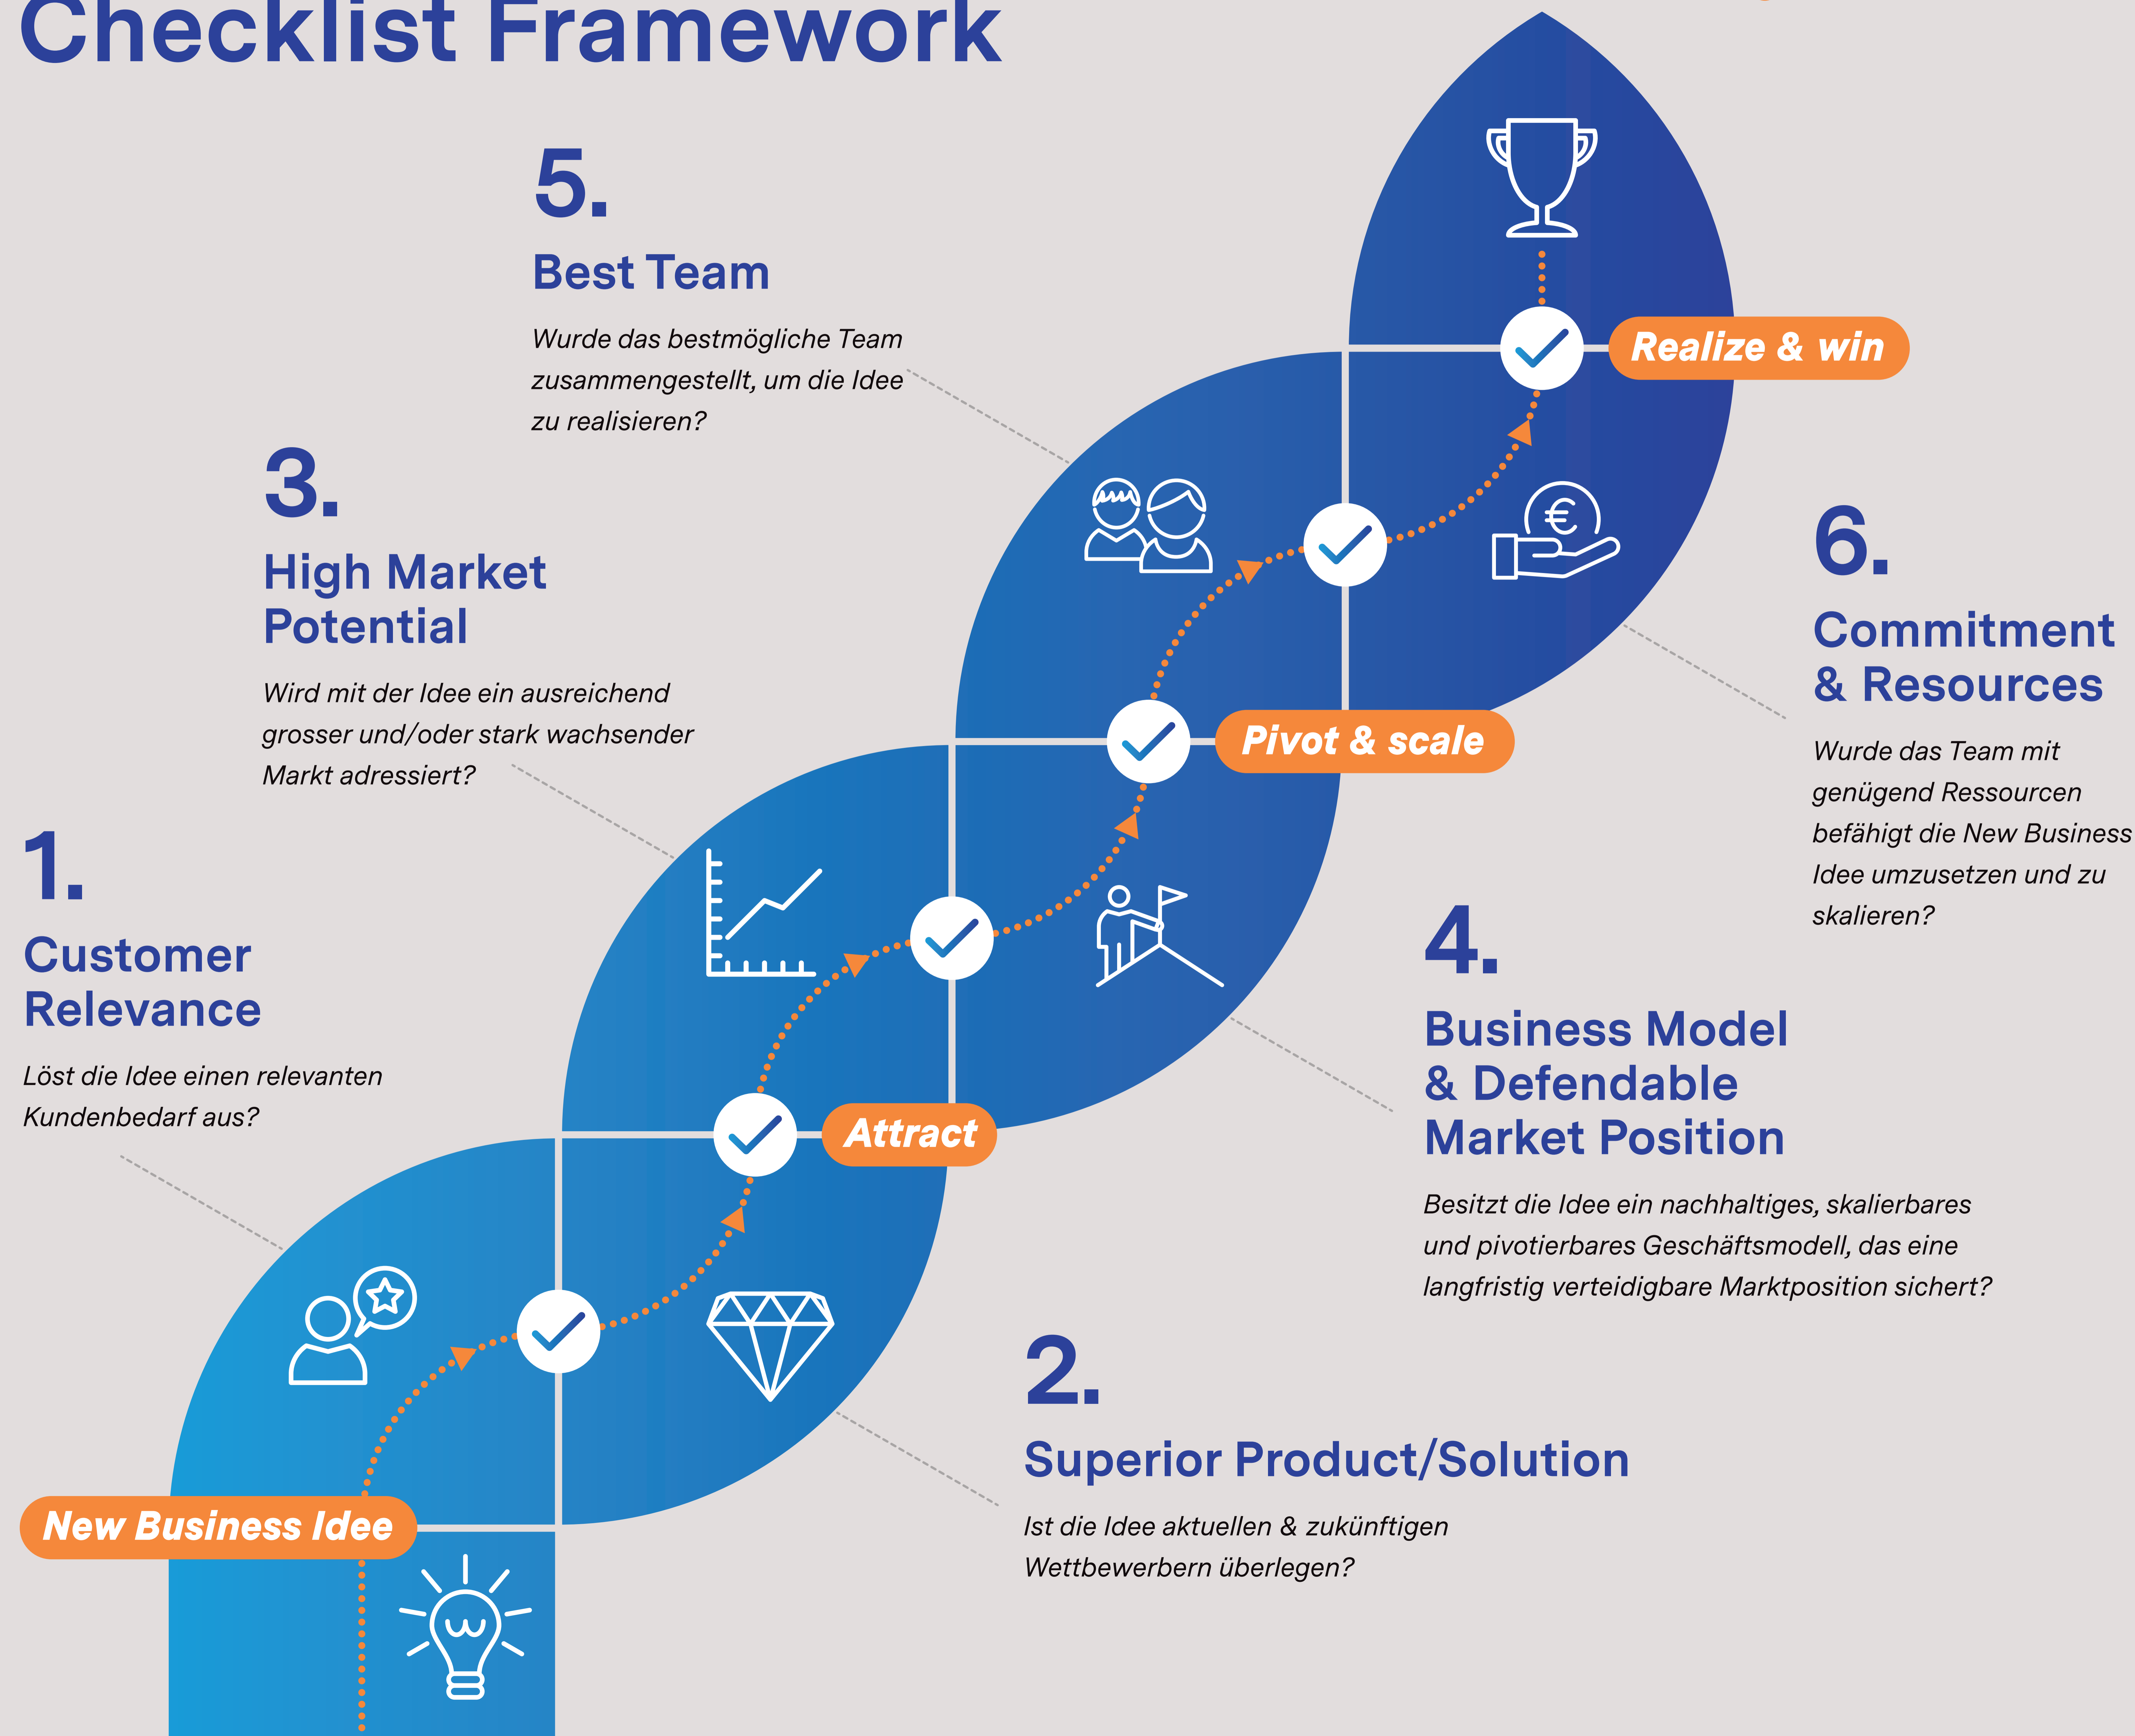 Checklist Framework
5.
Best Team
Wurde das bestmögliche Team
zusammengestellt, um die Idee
zu realisieren?
Realize & win
3.
High Market
Potential
Wird mit der Idee ein ausreichend
grosser und/oder stark wachsender
Markt adressiert?
€
6.
Commitment
& Resources
Wurde das Team mit
genügend Ressourcen
befähigt die New Business
Idee umzusetzen und zu
skalieren?
Pivot & scale
1.
Customer
Relevance
Löst die Idee einen relevanten
Kundenbedarf aus?
4.
Business Model
& Defendable
Market Position
Besitzt die Idee ein nachhaltiges, skalierbares
und pivotierbares Geschäftsmodell, das eine
langfristig verteidigbare Marktposition sichert?
Attract
2.
Superior Product/Solution
Ist die Idee aktuellen & zukünftigen
Wettbewerbern überlegen?
New Business Idee